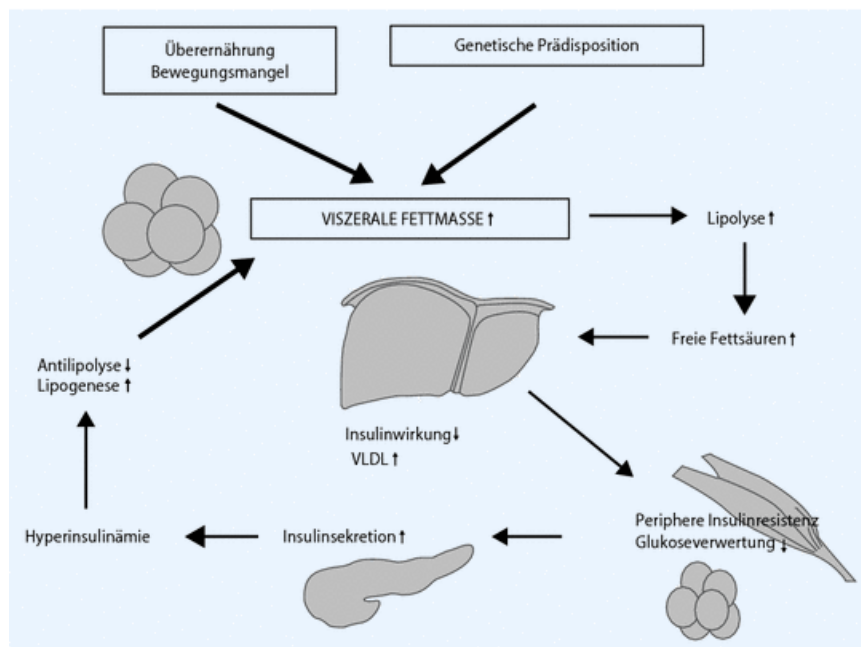 Überernährung
Bewegungsmangel
Genetische Prädisposition
VISZERALE FETTMASSE ↑
Lipolyse ↑
Freie Fettsäuren ↑
Antilipolyse ↓
Lipogenese ↑
Insulinwirkung ↓
VLDL ↑
Periphere Insulinresistenz
Glukoseverwertung ↓
Insulinsekretion ↑
Hyperinsulinämie